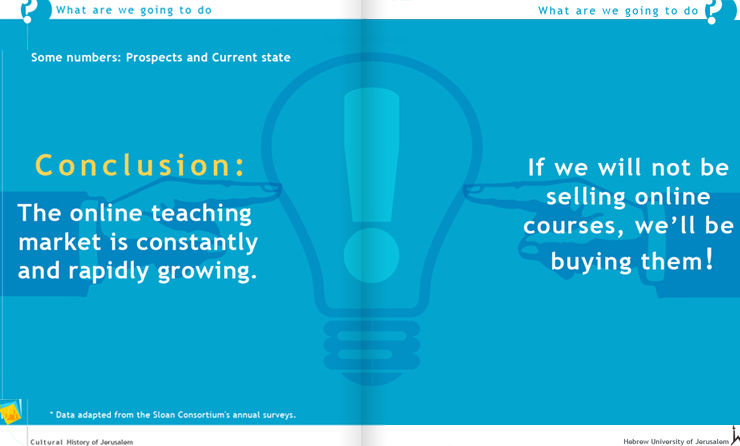 ? What are we going to do
What are we going to do ?
Some numbers: Prospects and Current state
Conclusion:
The online teaching
market is constantly
and rapidly growing.
!
If we will not be
selling online
courses, we'll be
buying them!
* Data adapted from the Sloan Consortium's annual surveys.
Cultural History of Jerusalem
Hebrew University of Jerusalem